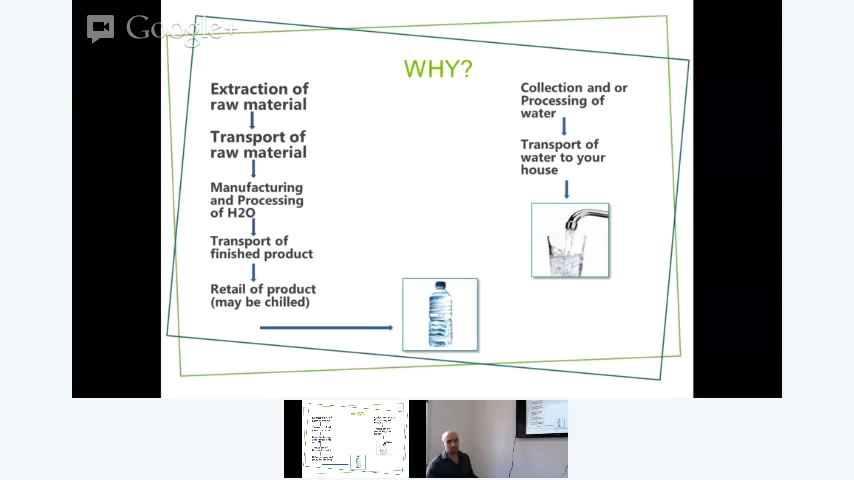 Google+
WHY?
Extraction of
raw material
Transport of
raw material
Manufacturing
and Processing
of H2O
Transport of
finished product
Retail of product
(may be chilled)
Collection and or
Processing of
water
Transport of
water to your
house